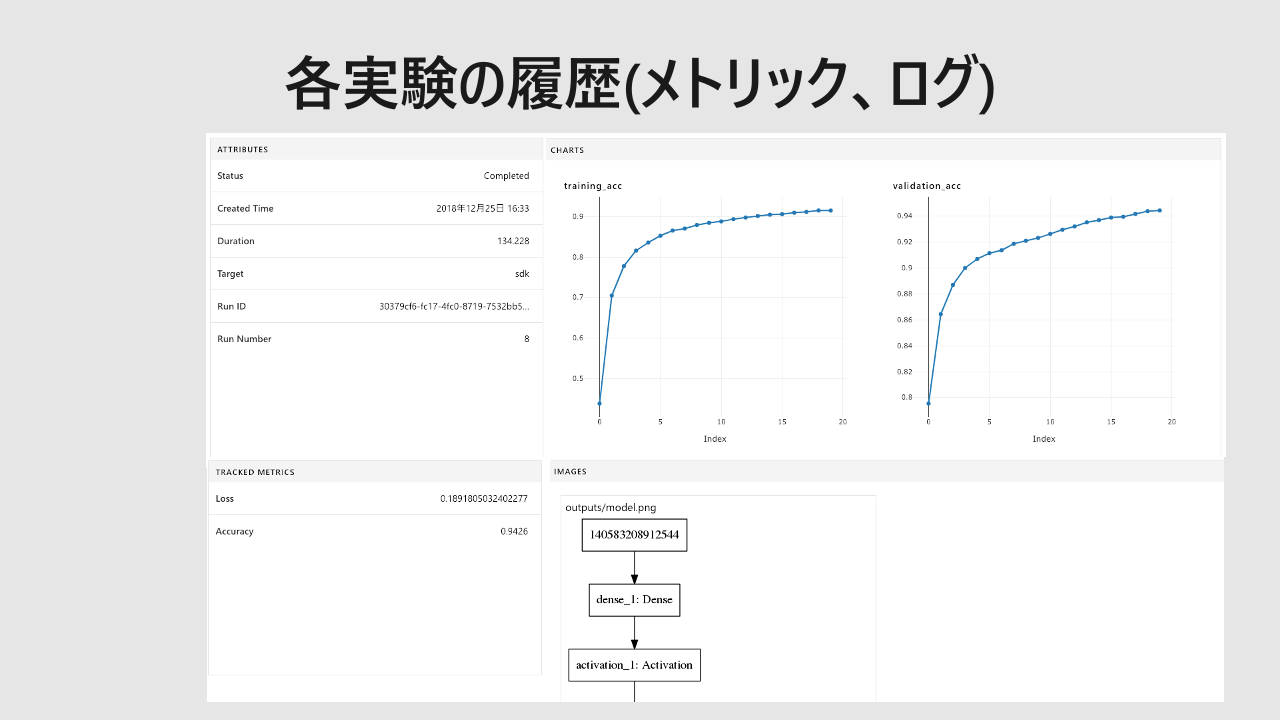 各実験の履歴(メトリック、ログ)
ATTRIBUTES
Status Completed
Created Time 2018年12月25日 16:33
Duration 134.228
Target sdk
Run ID 30379cf6-fc17-4fc0-8719-7532bb5...
Run Number 8
CHARTS
training_acc
0.9
0.8
0.7
0.6
0.5
0 5 10 15 20
Index
validation_acc
0.94
0.92
0.9
0.88
0.86
0.84
0.82
0.8
0 5 10 15 20
Index
TRACKED METRICS
Loss 0.1891805032402277
Accuracy 0.9426
IMAGES
outputs/model.png
140583208912544
dense_1: Dense
activation_1: Activation